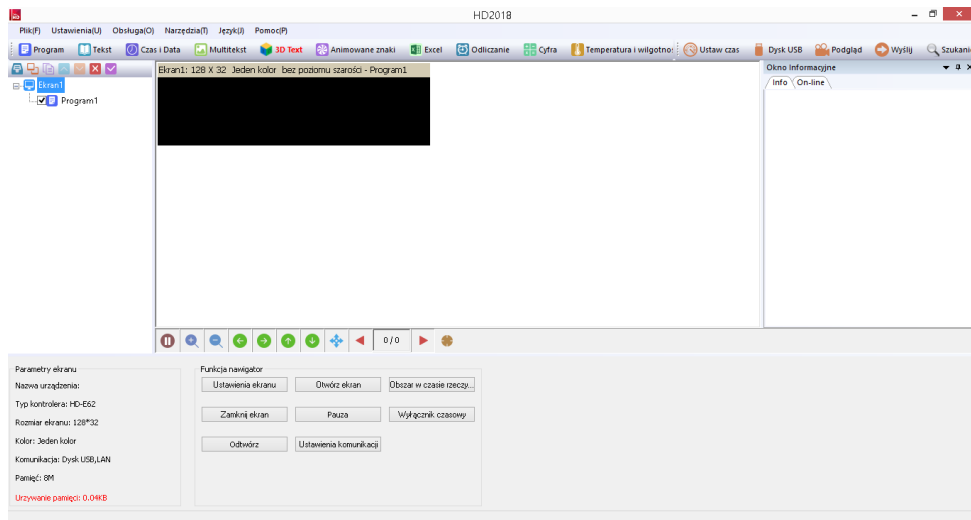 HD2018
Plik(F) Ustawienia(U) Obsługa(O) Narzędzia(T) Język(J) Pomoc(P)
Program Tekst Czas i Data Multitekst 3D Text Animowane znaki Excel Odliczanie Cyfra Temperatura i wilgotno: Ustaw czas Dysk USB Podgląd Wyślij Szukanie
Ekran1
Program1
Ekran1: 128 X 32 Jeden kolor bez poziomu szarości - Program1
Okno Informacyjne
Info On-line
0/0
Parametry ekranu
Nazwa urządzenia:
Typ kontrolera: HD-E62
Rozmiar ekranu: 128*32
Kolor: Jeden kolor
Komunikacja: Dysk USB,LAN
Pamięć: 8M
Urzywanie pamięci: 0.04KB
Funkcja nawigator
Ustawienia ekranu Otwórz ekran Obszar w czasie rzeczy...
Zamknij ekran Pauza Wyłącznik czasowy
Odtwórz Ustawienia komunikacji